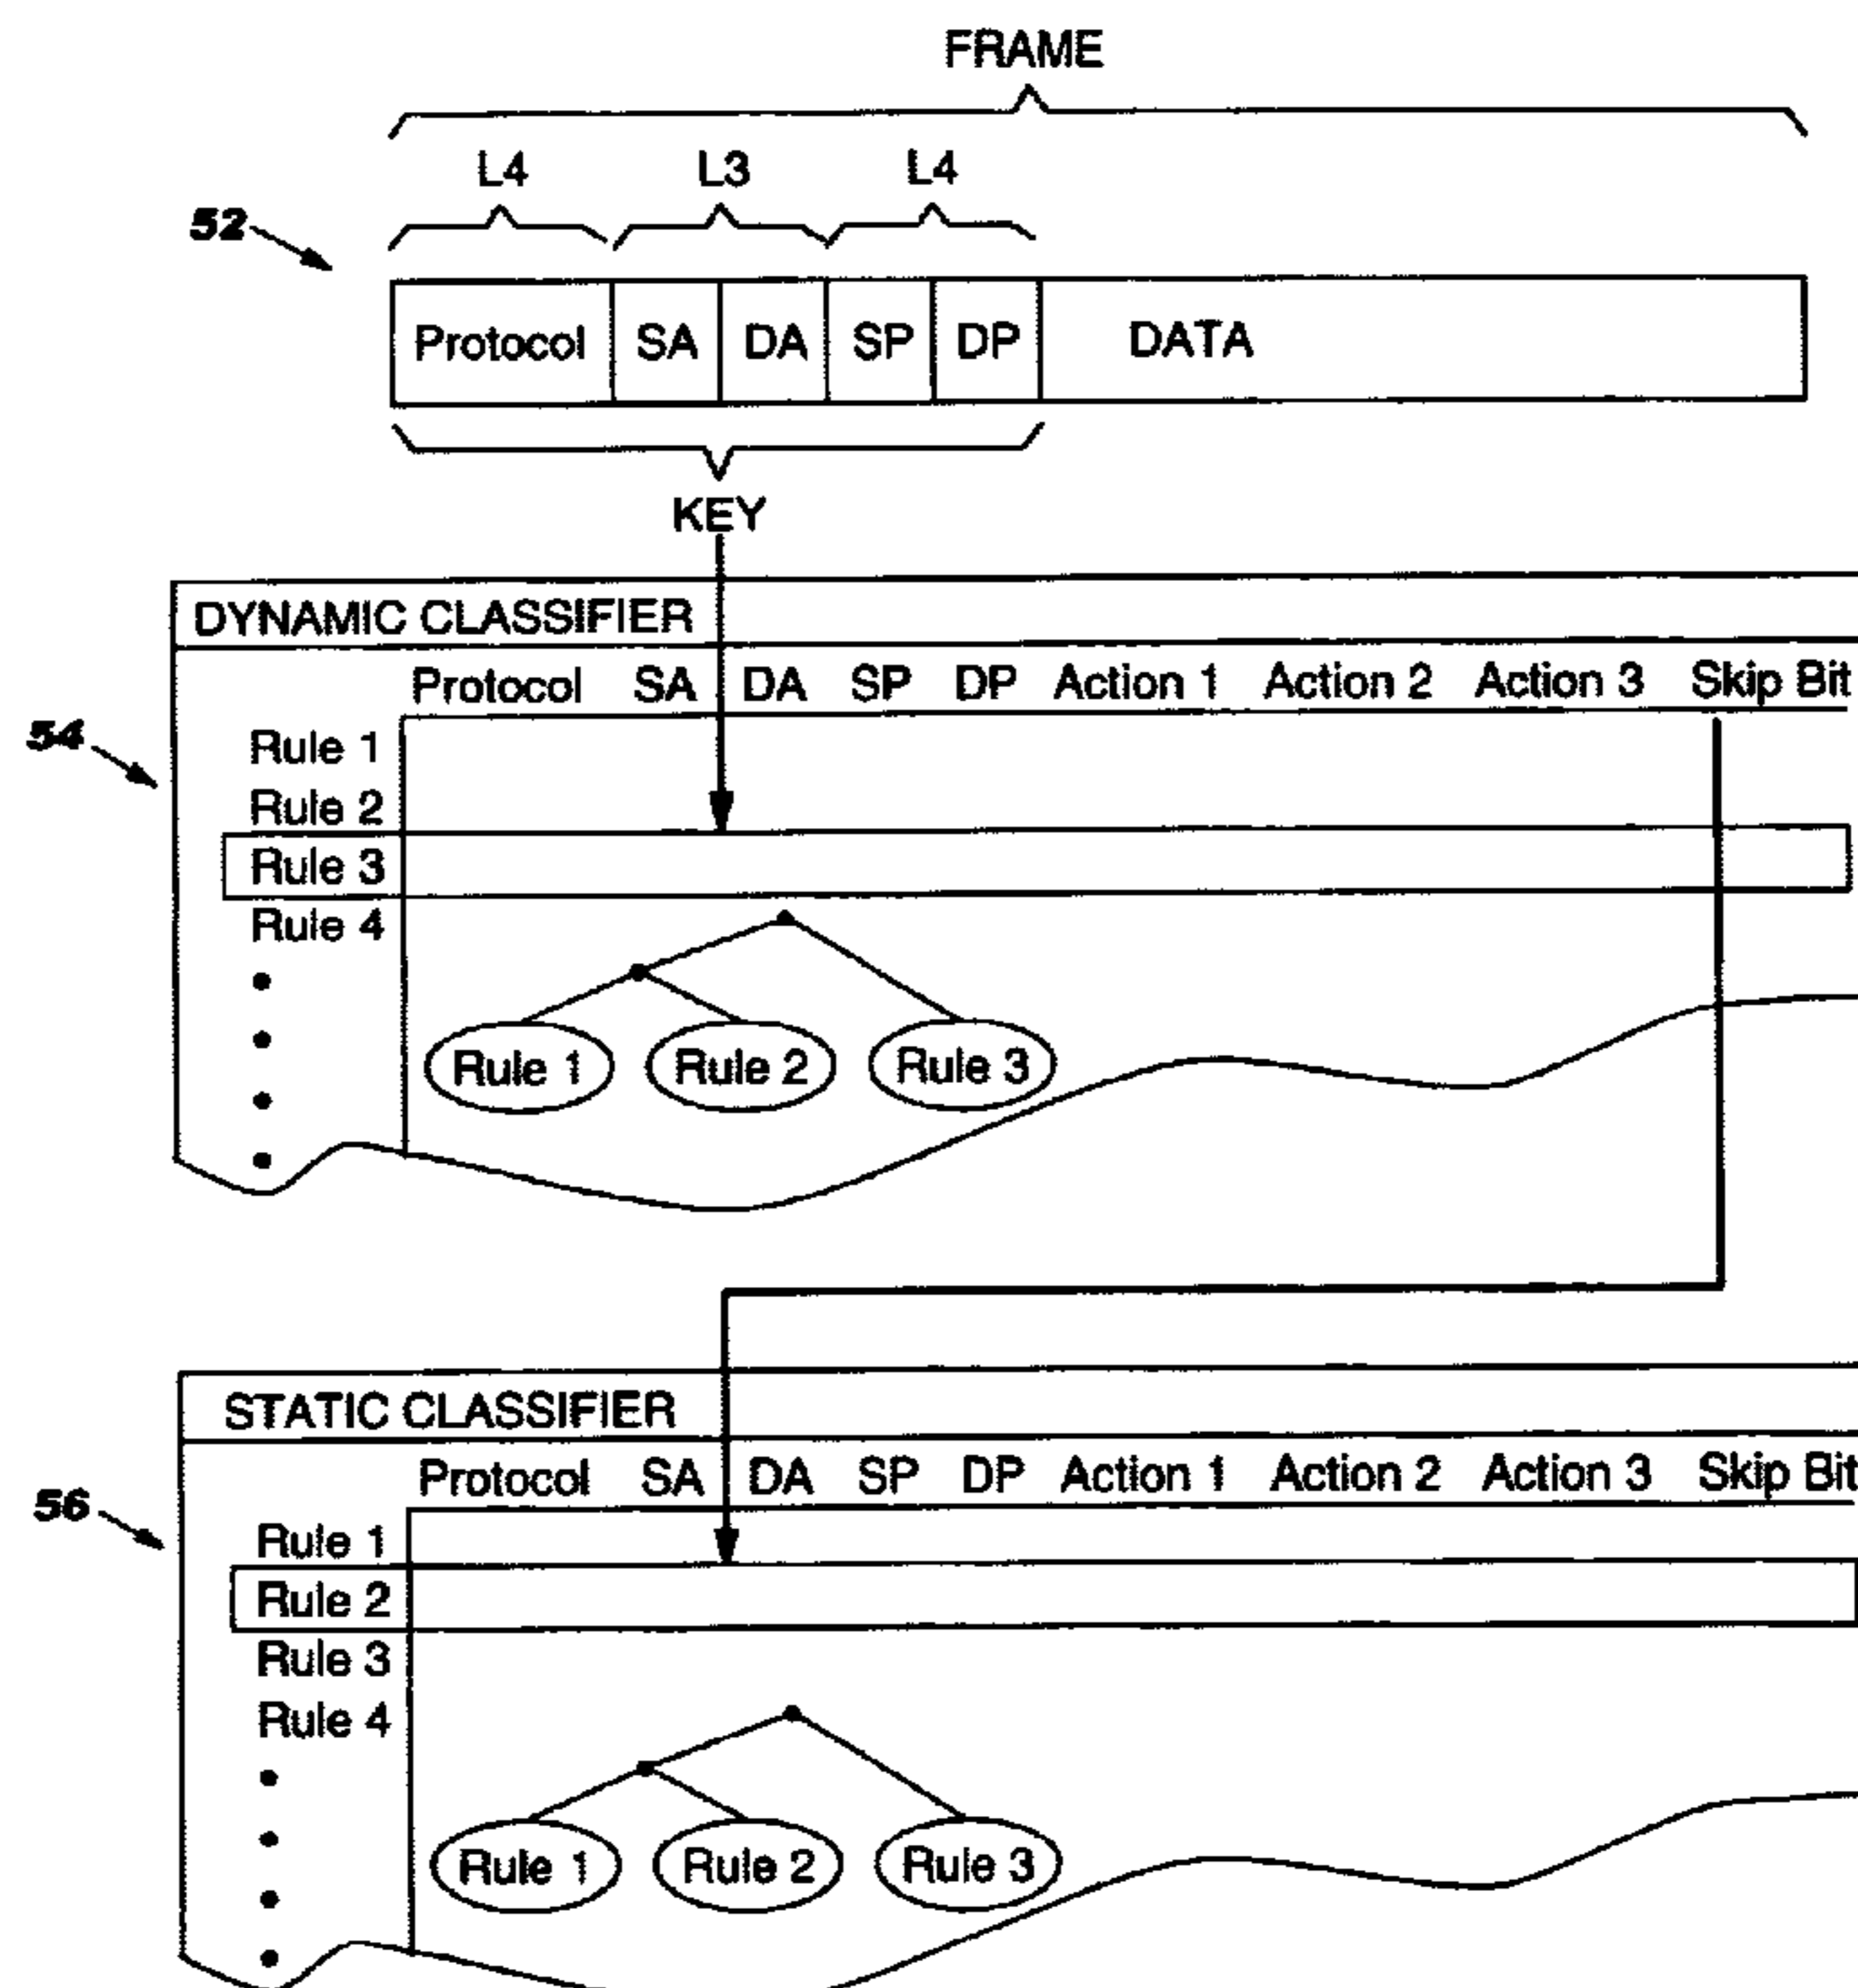 FRAME
L4 L3 L4
52
Protocol SA DA SP DP DATA
KEY
DYNAMIC CLASSIFIER
Protocol SA DA SP DP Action 1 Action 2 Action 3 Skip Bit
54
Rule 1
Rule 2
Rule 3
Rule 4
Rule 1 Rule 2 Rule 3
STATIC CLASSIFIER
Protocol SA DA SP DP Action 1 Action 2 Action 3 Skip Bit
56
Rule 1
Rule 2
Rule 3
Rule 4
Rule 1 Rule 2 Rule 3